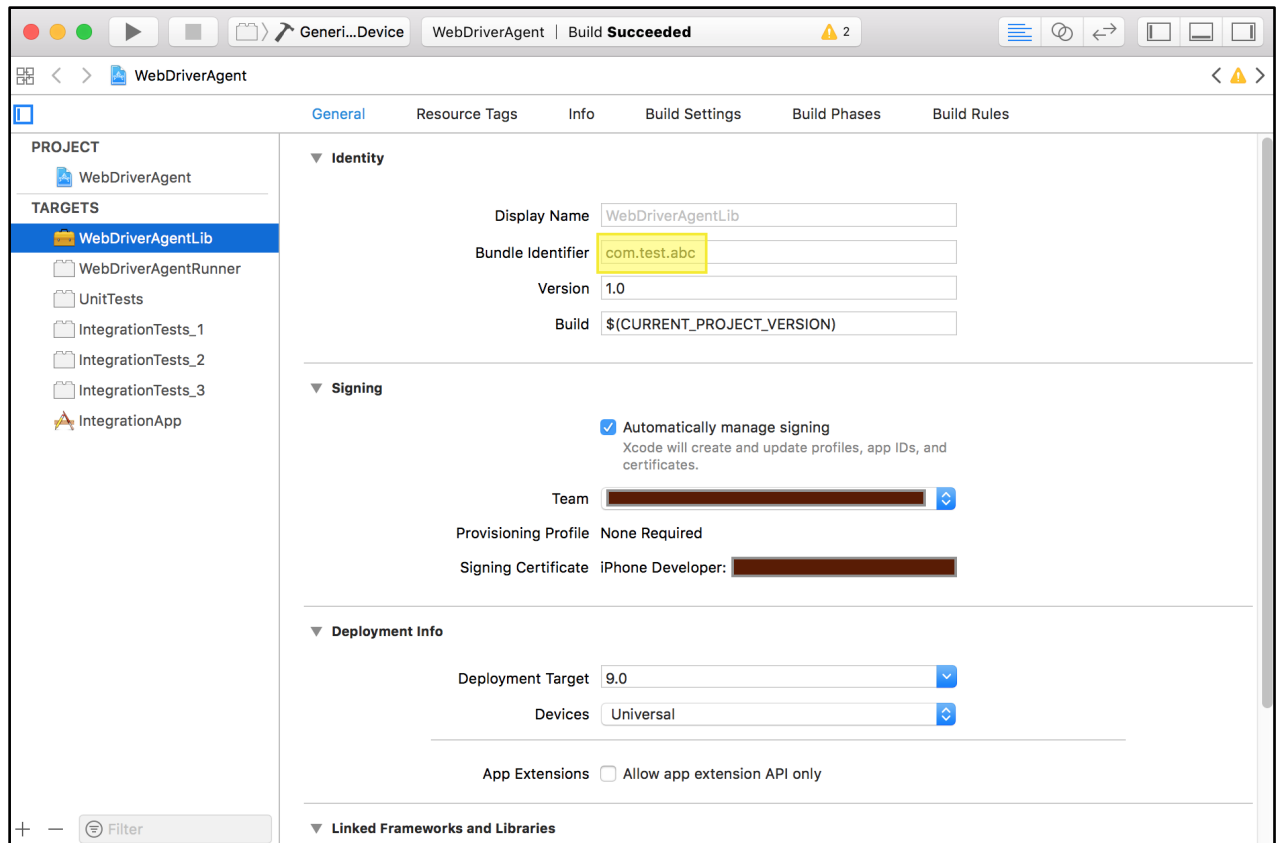 Generi...Device
WebDriverAgent | Build Succeeded
2
WebDriverAgent
General Resource Tags Info Build Settings Build Phases Build Rules
PROJECT
WebDriverAgent
TARGETS
WebDriverAgentLib
WebDriverAgentRunner
UnitTests
IntegrationTests_1
IntegrationTests_2
IntegrationTests_3
IntegrationApp
Filter
Identity
Display Name WebDriverAgentLib
Bundle Identifier com.test.abc
Version 1.0
Build $(CURRENT_PROJECT_VERSION)
Signing
Automatically manage signing
Xcode will create and update profiles, app IDs, and
certificates.
Team
Provisioning Profile None Required
Signing Certificate iPhone Developer:
Deployment Info
Deployment Target 9.0
Devices Universal
App Extensions Allow app extension API only
Linked Frameworks and Libraries